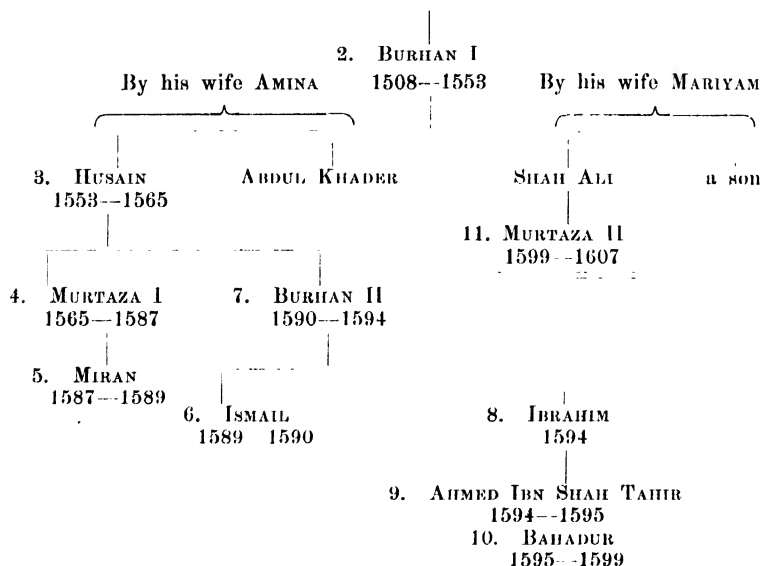 2. BURHAN I
By his wife AMINA 1508--1553 By his wife MARIYAM
3. HUSAIN ABDUL KHADER SHAH ALI a son
1553--1565
11. MURTAZA II
1599--1607
4. MURTAZA I 7. BURHAN II
1565--1587 1590--1594
5. MIRAN
1587--1589
6. ISMAIL 8. IBRAHIM
1589 1590 1594
9. AHMED IBN SHAH TAHIR
1594--1595
10. BAHADUR
1595--1599